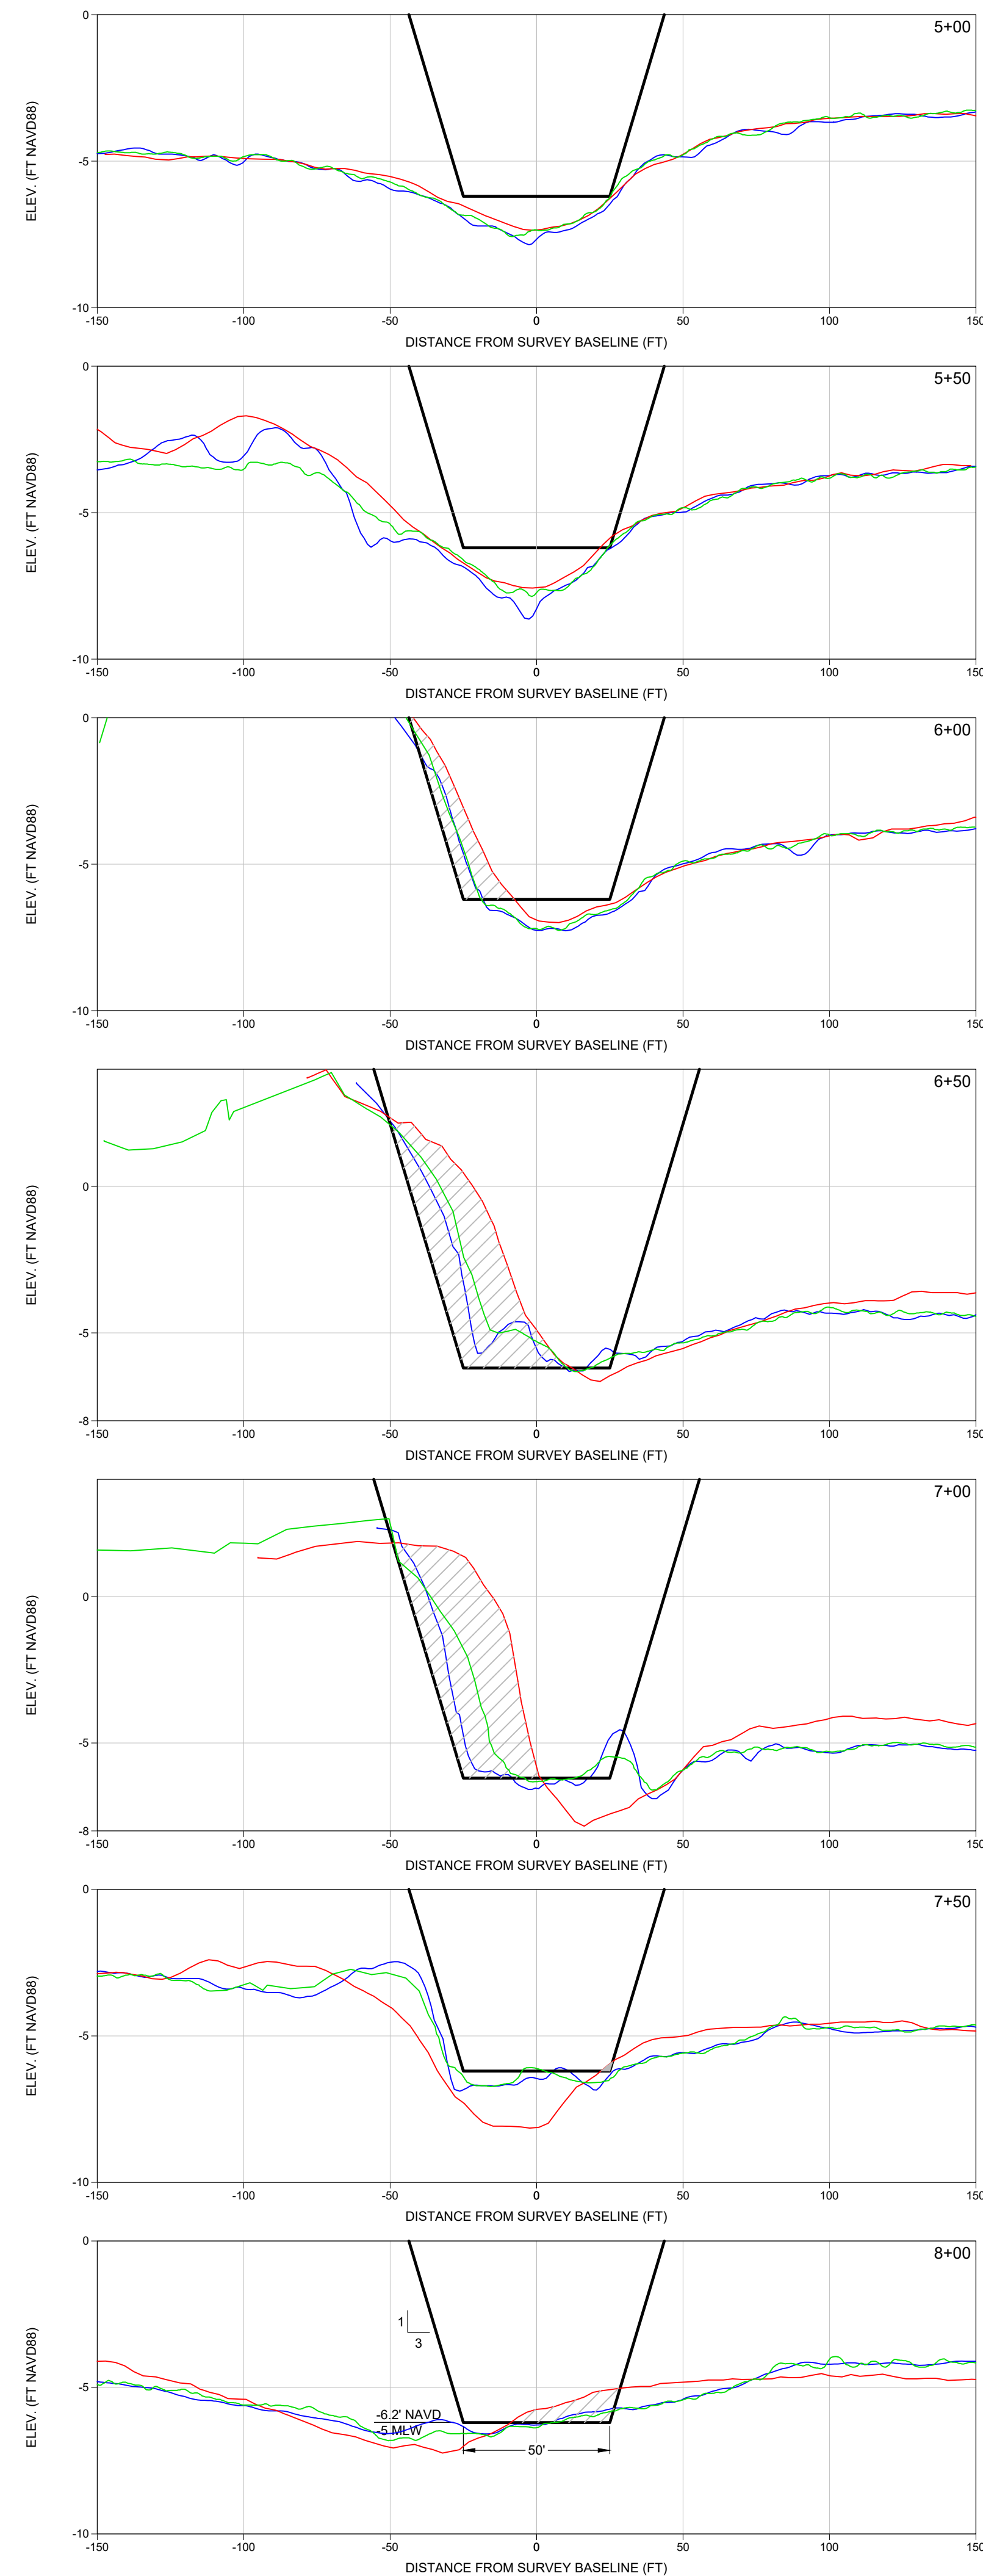 0
5+00
ELEV. (FT NAVD88)
-5
-10
-150 -100 -50 0 50 100 150
DISTANCE FROM SURVEY BASELINE (FT)
0
5+50
ELEV. (FT NAVD88)
-5
-10
-150 -100 -50 0 50 100 150
DISTANCE FROM SURVEY BASELINE (FT)
0
6+00
ELEV. (FT NAVD88)
-5
-10
-150 -100 -50 0 50 100 150
DISTANCE FROM SURVEY BASELINE (FT)
6+50
0
ELEV. (FT NAVD88)
-5
-8
-150 -100 -50 0 50 100 150
DISTANCE FROM SURVEY BASELINE (FT)
7+00
0
ELEV. (FT NAVD88)
-5
-8
-150 -100 -50 0 50 100 150
DISTANCE FROM SURVEY BASELINE (FT)
0
7+50
ELEV. (FT NAVD88)
-5
-10
-150 -100 -50 0 50 100 150
DISTANCE FROM SURVEY BASELINE (FT)
0
8+00
1
3
ELEV. (FT NAVD88)
-5
-6.2' NAVD
-5 MLW
50'
-10
-150 -100 -50 0 50 100 150
DISTANCE FROM SURVEY BASELINE (FT)